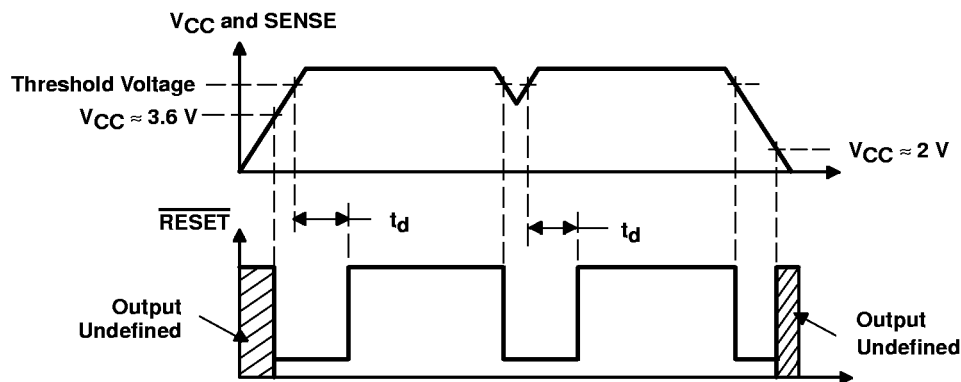 VCC and SENSE
Threshold Voltage
VCC ≈ 3.6 V
VCC ≈ 2 V
RESET
td
td
Output
Undefined
Output
Undefined